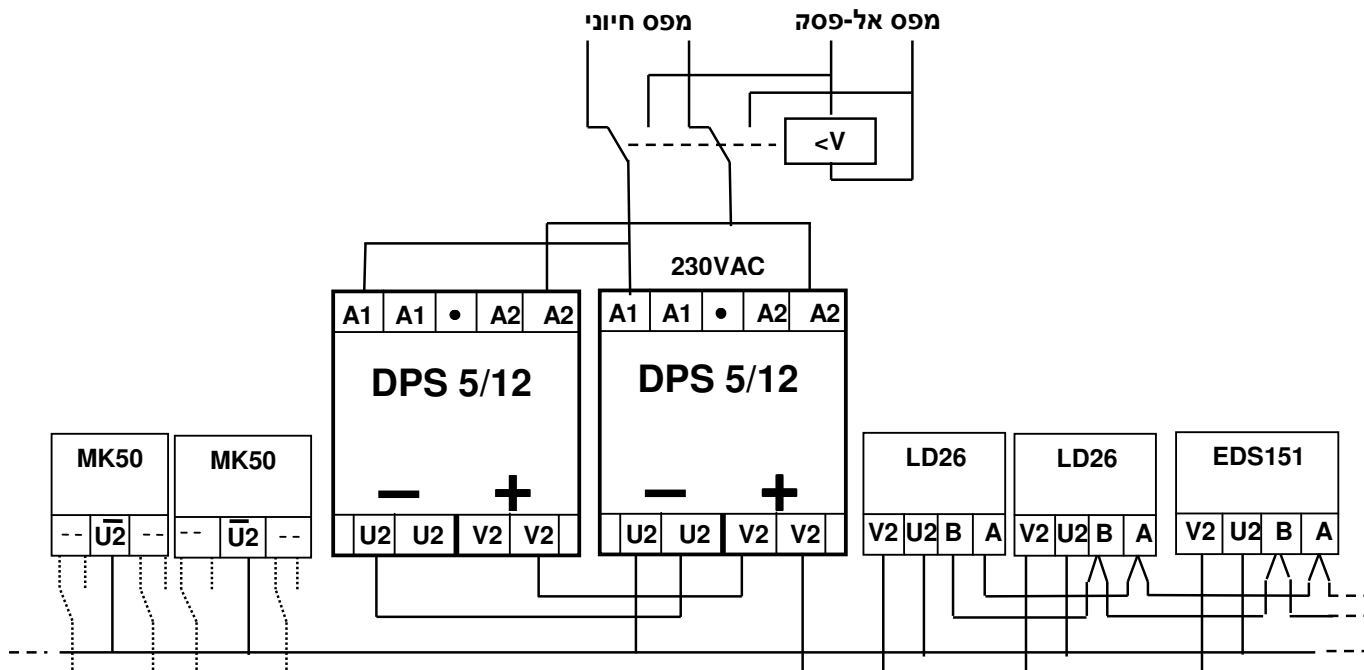 מפס חיוני
מפס אל-פסק
<V
230VAC
A1 A1 • A2 A2
A1 A1 • A2 A2
DPS 5/12
DPS 5/12
MK50
MK50
LD26
LD26
EDS151
− +
− +
-- U2 --
-- U2 --
U2 U2 V2 V2
U2 U2 V2 V2
V2 U2 B A
V2 U2 B A
V2 U2 B A